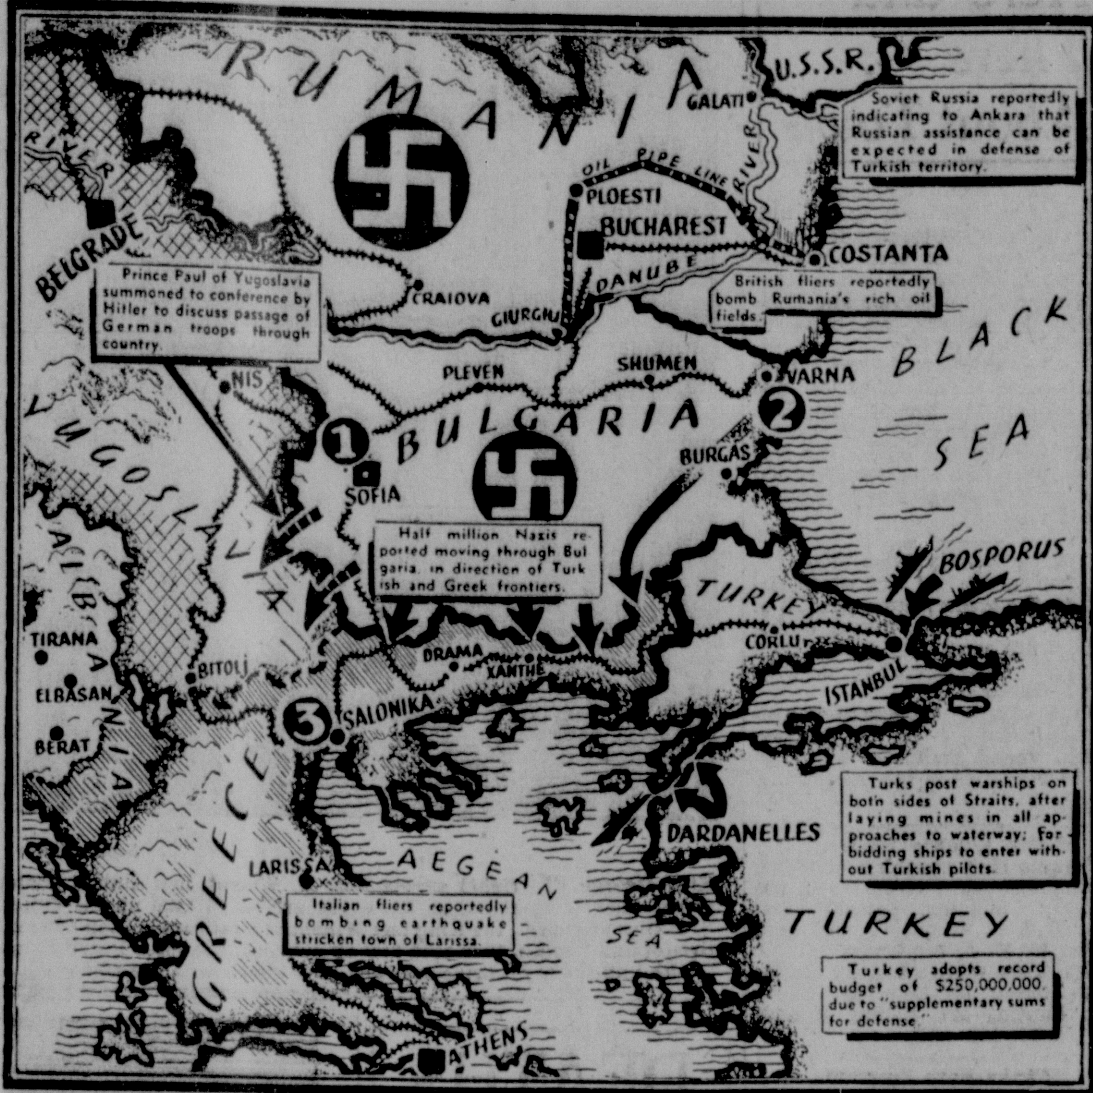 RUMANIA
U.S.S.R.
GALATI
Soviet Russia reportedly
indicating to Ankara that
Russian assistance can be
expected in defense of
Turkish territory.
RIVER
OIL PIPE LINE
RIVER
PLOESTI
BUCHAREST
BELGRADE
COSTANTA
DANUBE
Prince Paul of Yugoslavia
summoned to conference by
Hitler to discuss passage of
German troops through
country.
CRAIOVA
British fliers reportedly
bomb Rumania's rich oil
fields.
GIURGNJ
BLACK
SEA
NIS
PLEVEN
SHUMEN
VARNA
2
YUGOSLAVIA
1
BULGARIA
BURGAS
SOFIA
Half million Nazis re-
ported moving through Bul
garia in direction of Turk
ish and Greek frontiers.
BOSPORUS
ALBANIA
TURKEY
TIRANA
CORLU
DRAMA
XANTHE
BITOLJ
ISTANBUL
ELBASAN
3
SALONIKA
BERAT
GREECE
Turks post warships on
both sides of Straits, after
laying mines in all ap-
proaches to waterway; For-
bidding ships to enter with-
out Turkish pilots.
DARDANELLES
LARISSA
AEGEAN
SEA
Italian fliers reportedly
bombing earthquake
stricken town of Larissa.
TURKEY
Turkey adopts record
budget of $250,000,000.
due to "supplementary sums
for defense."
ATHENS